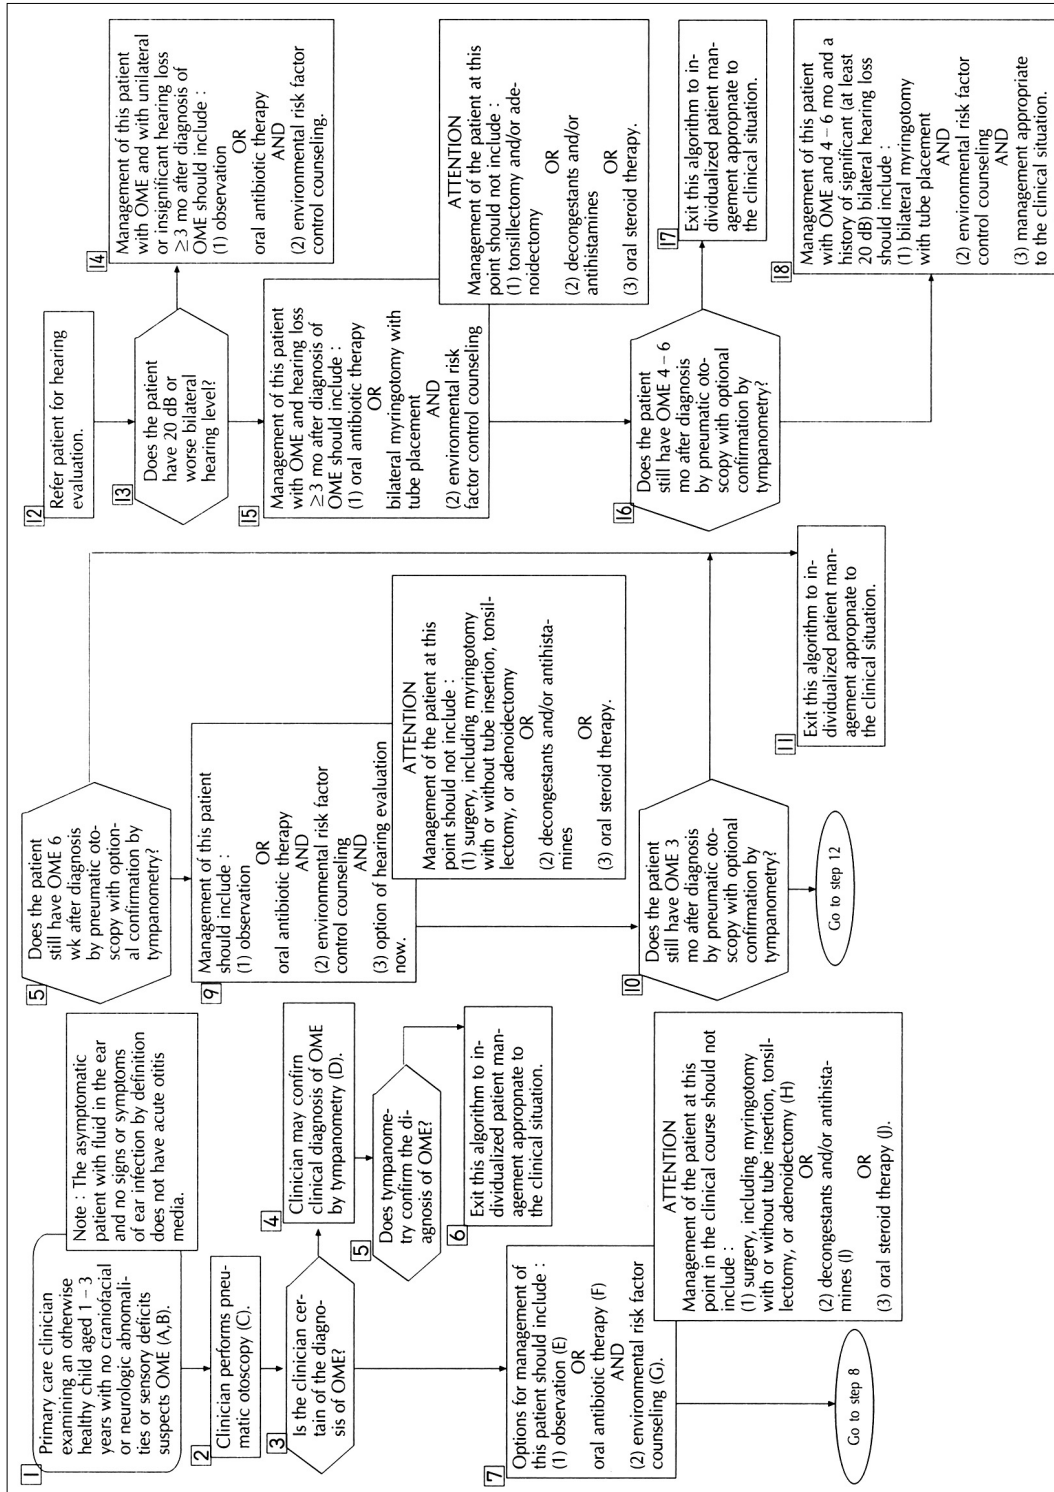 1
Primary care clinician
examining an otherwise
healthy child aged 1 – 3
years with no craniofacial
or neurologic abnomali-
ties or sensory deficits
suspects OME (A,B).
Note : The asymptomatic
patient with fluid in the ear
and no signs or symptoms
of ear infection by definition
does not have acute otitis
media.
2
Clinician performs pneu-
matic otoscopy (C).
3
Is the clinician cer-
tain of the diagno-
sis of OME?
4
Clinician may confirm
clinical diagnosis of OME
by tympanometry (D).
5
Does tympanome-
try confirm the di-
agnosis of OME?
6
Exit this algorithm to in-
dividualized patient man-
agement appropnate to
the clinical situation.
7
Options for management of
this patient should include :
(1) observation (E)
OR
oral antibiotic therapy (F)
AND
(2) environmental risk factor
counseling (G).
ATTENTION
Management of the patient at this
point in the clinical course should not
include :
(1) surgery, including myringotomy
with or without tube insertion, tonsil-
lectomy, or adenoidectomy (H)
OR
(2) decongestants and/or antihista-
mines (I)
OR
(3) oral steroid therapy (J).
Go to step 8
5
Does the patient
still have OME 6
wk after diagnosis
by pneumatic oto-
scopy with option-
al confirmation by
tympanometry?
9
Management of this patient
should include :
(1) observation
OR
oral antibiotic therapy
AND
(2) environmental risk factor
control counseling
AND
(3) option of hearing evaluation
now.
ATTENTION
Management of the patient at this
point should not include :
(1) surgery, including myringotomy
with or without tube insertion, tonsil-
lectomy, or adenoidectomy
OR
(2) decongestants and/or antihista-
mines
OR
(3) oral steroid therapy.
10
Does the patient
still have OME 3
mo after diagnosis
by pneumatic oto-
scopy with optional
confirmation by
tympanometry?
Go to step 12
11
Exit this algorithm to in-
dividualized patient man-
agement appropnate to
the clinical situation.
12
Refer patient for hearing
evaluation.
13
Does the patient
have 20 dB or
worse bilateral
hearing level?
14
Management of this patient
with OME and with unilateral
or insignificant hearing loss
≥3 mo after diagnosis of
OME should include :
(1) observation
OR
oral antibiotic therapy
AND
(2) environmental risk factor
control counseling.
15
Management of this patient
with OME and hearing loss
≥3 mo after diagnosis of
OME should include :
(1) oral antibiotic therapy
OR
bilateral myringotomy with
tube placement
AND
(2) environmental risk
factor control counseling
ATTENTION
Management of the patient at this
point should not include :
(1) tonsillectomy and/or ade-
noidectomy
OR
(2) decongestants and/or
antihistamines
OR
(3) oral steroid therapy.
16
Does the patient
still have OME 4 – 6
mo after diagnosis
by pneumatic oto-
scopy with optional
confirmation by
tympanometry?
17
Exit this algorithm to in-
dividualized patient man-
agement appropnate to
the clinical situation.
18
Management of this patient
with OME and 4 – 6 mo and a
history of significant (at least
20 dB) bilateral hearing loss
should include :
(1) bilateral myringotomy
with tube placement
AND
(2) environmental risk factor
control counseling
AND
(3) management appropriate
to the clinical situation.